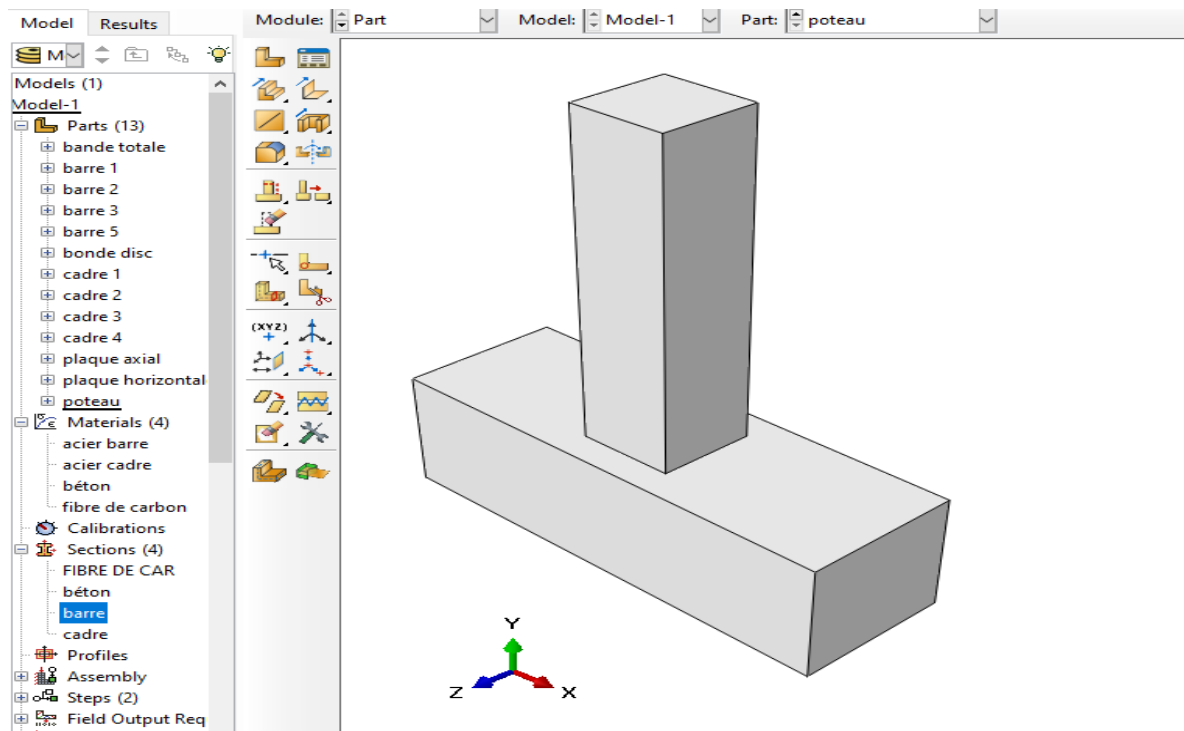 Model Results
Module: Part Model: Model-1 Part: poteau
M
Models (1)
Model-1
Parts (13)
bande totale
barre 1
barre 2
barre 3
barre 5
bonde disc
cadre 1
cadre 2
cadre 3
cadre 4
plaque axial
plaque horizontal
poteau
Materials (4)
acier barre
acier cadre
béton
fibre de carbon
Calibrations
Sections (4)
FIBRE DE CAR
béton
barre
cadre
Profiles
Assembly
Steps (2)
Field Output Req
(XYZ)
Y
Z X